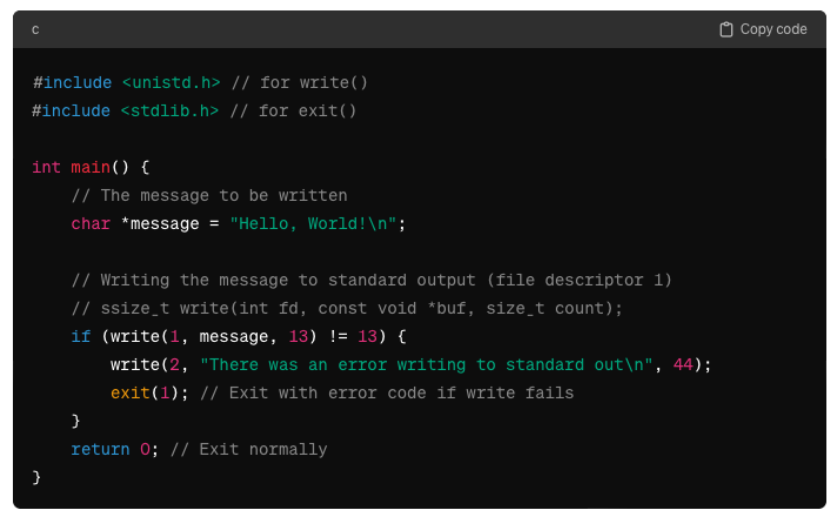 c
Copy code
#include <unistd.h> // for write()
#include <stdlib.h> // for exit()
int main() {
    // The message to be written
    char *message = "Hello, World!\n";
    // Writing the message to standard output (file descriptor 1)
    // ssize_t write(int fd, const void *buf, size_t count);
    if (write(1, message, 13) != 13) {
        write(2, "There was an error writing to standard out\n", 44);
        exit(1); // Exit with error code if write fails
    }
    return 0; // Exit normally
}